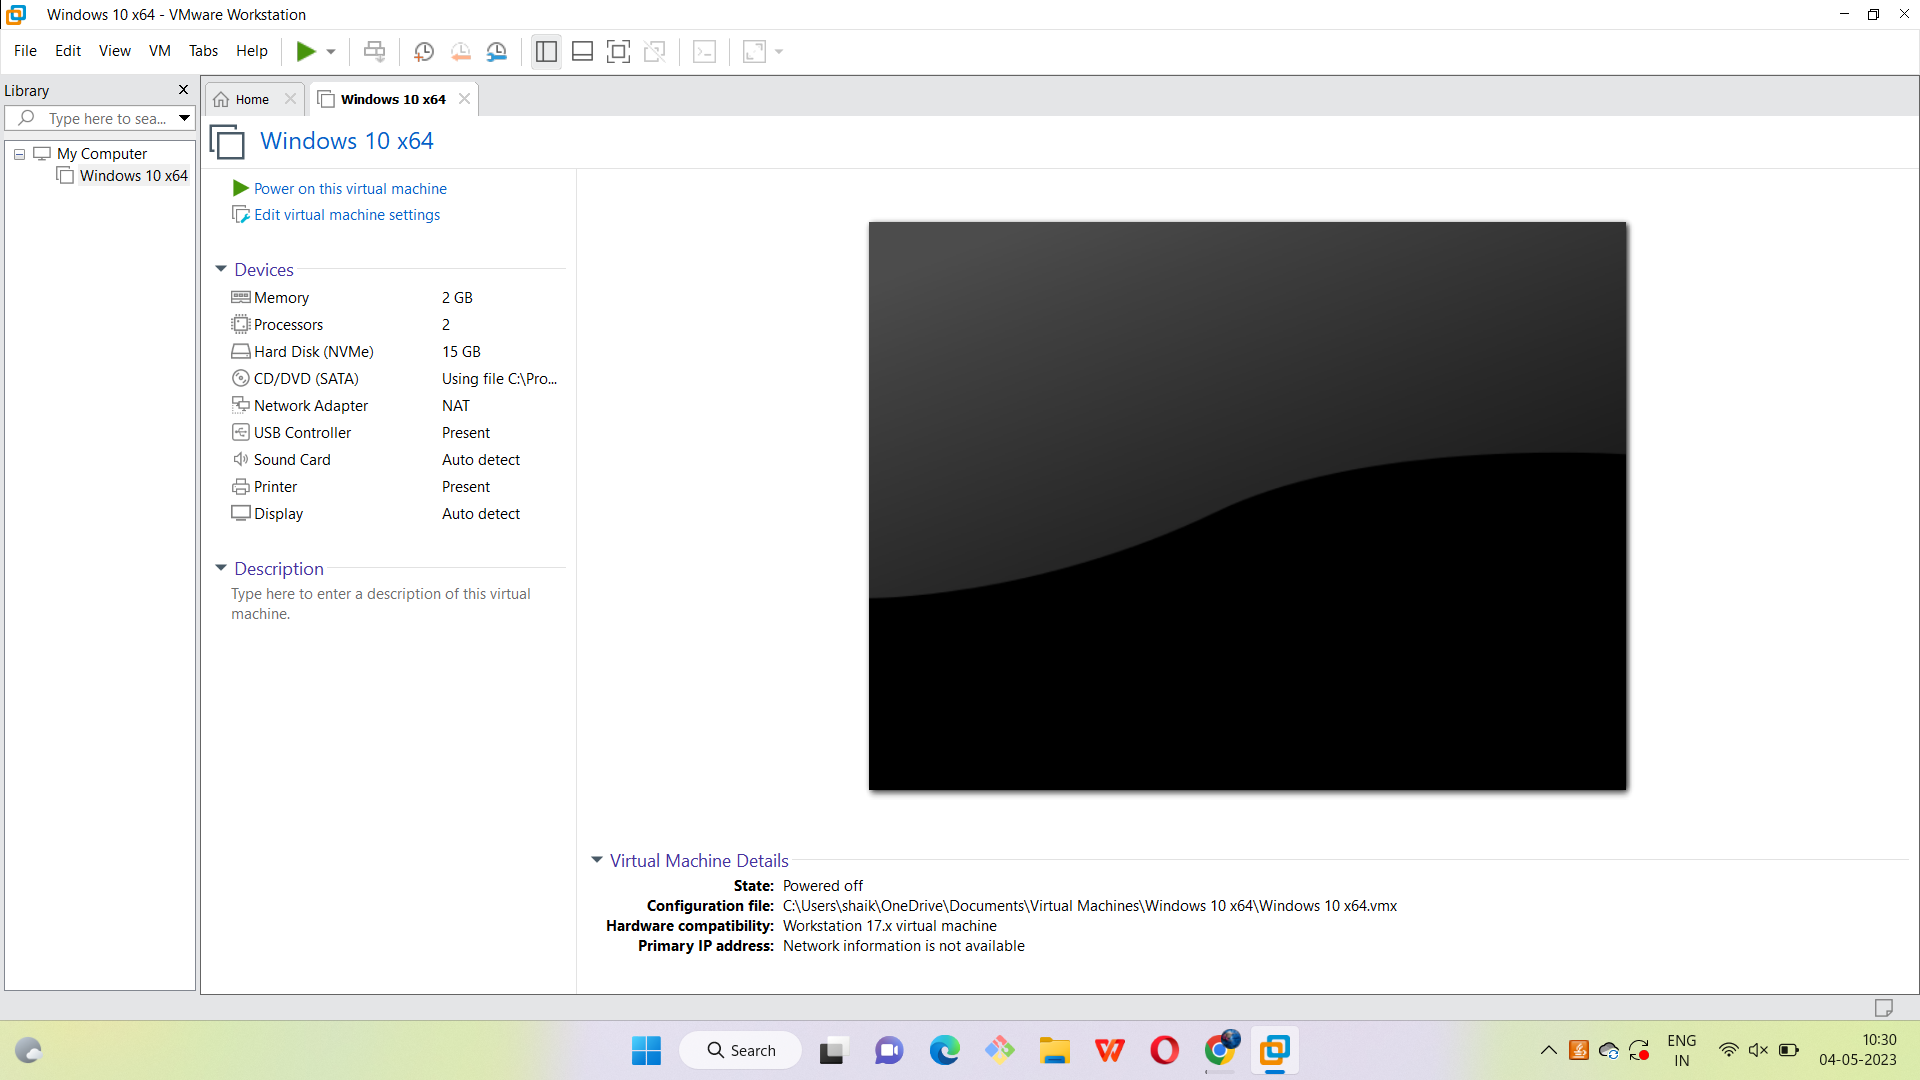 Windows 10 x64 - VMware Workstation
File Edit View VM Tabs Help
Library
Type here to sea...
My Computer
Windows 10 x64
Home
Windows 10 x64
Windows 10 x64
Power on this virtual machine
Edit virtual machine settings
Devices
Memory 2 GB
Processors 2
Hard Disk (NVMe) 15 GB
CD/DVD (SATA) Using file C:\Pro...
Network Adapter NAT
USB Controller Present
Sound Card Auto detect
Printer Present
Display Auto detect
Description
Type here to enter a description of this virtual
machine.
Virtual Machine Details
State: Powered off
Configuration file: C:\Users\shaik\OneDrive\Documents\Virtual Machines\Windows 10 x64\Windows 10 x64.vmx
Hardware compatibility: Workstation 17.x virtual machine
Primary IP address: Network information is not available
Search
ENG
IN
10:30
04-05-2023